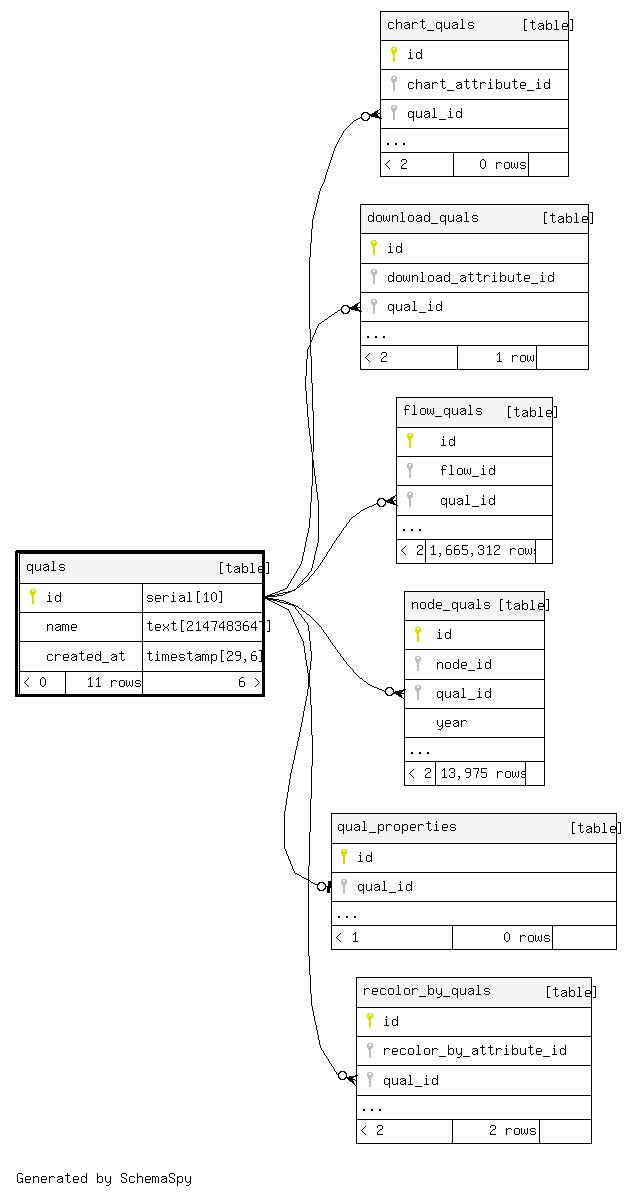 chart_quals [table]
id
chart_attribute_id
qual_id
...
< 2 0 rows
download_quals [table]
id
download_attribute_id
qual_id
...
< 2 1 row
flow_quals [table]
id
flow_id
qual_id
...
< 2 1,665,312 rows
quals [table]
id serial[10]
name text[2147483647]
created_at timestamp[29,6]
< 0 11 rows 6 >
node_quals [table]
id
node_id
qual_id
year
...
< 2 13,975 rows
qual_properties [table]
id
qual_id
...
< 1 0 rows
recolor_by_quals [table]
id
recolor_by_attribute_id
qual_id
...
< 2 2 rows
Generated by SchemaSpy